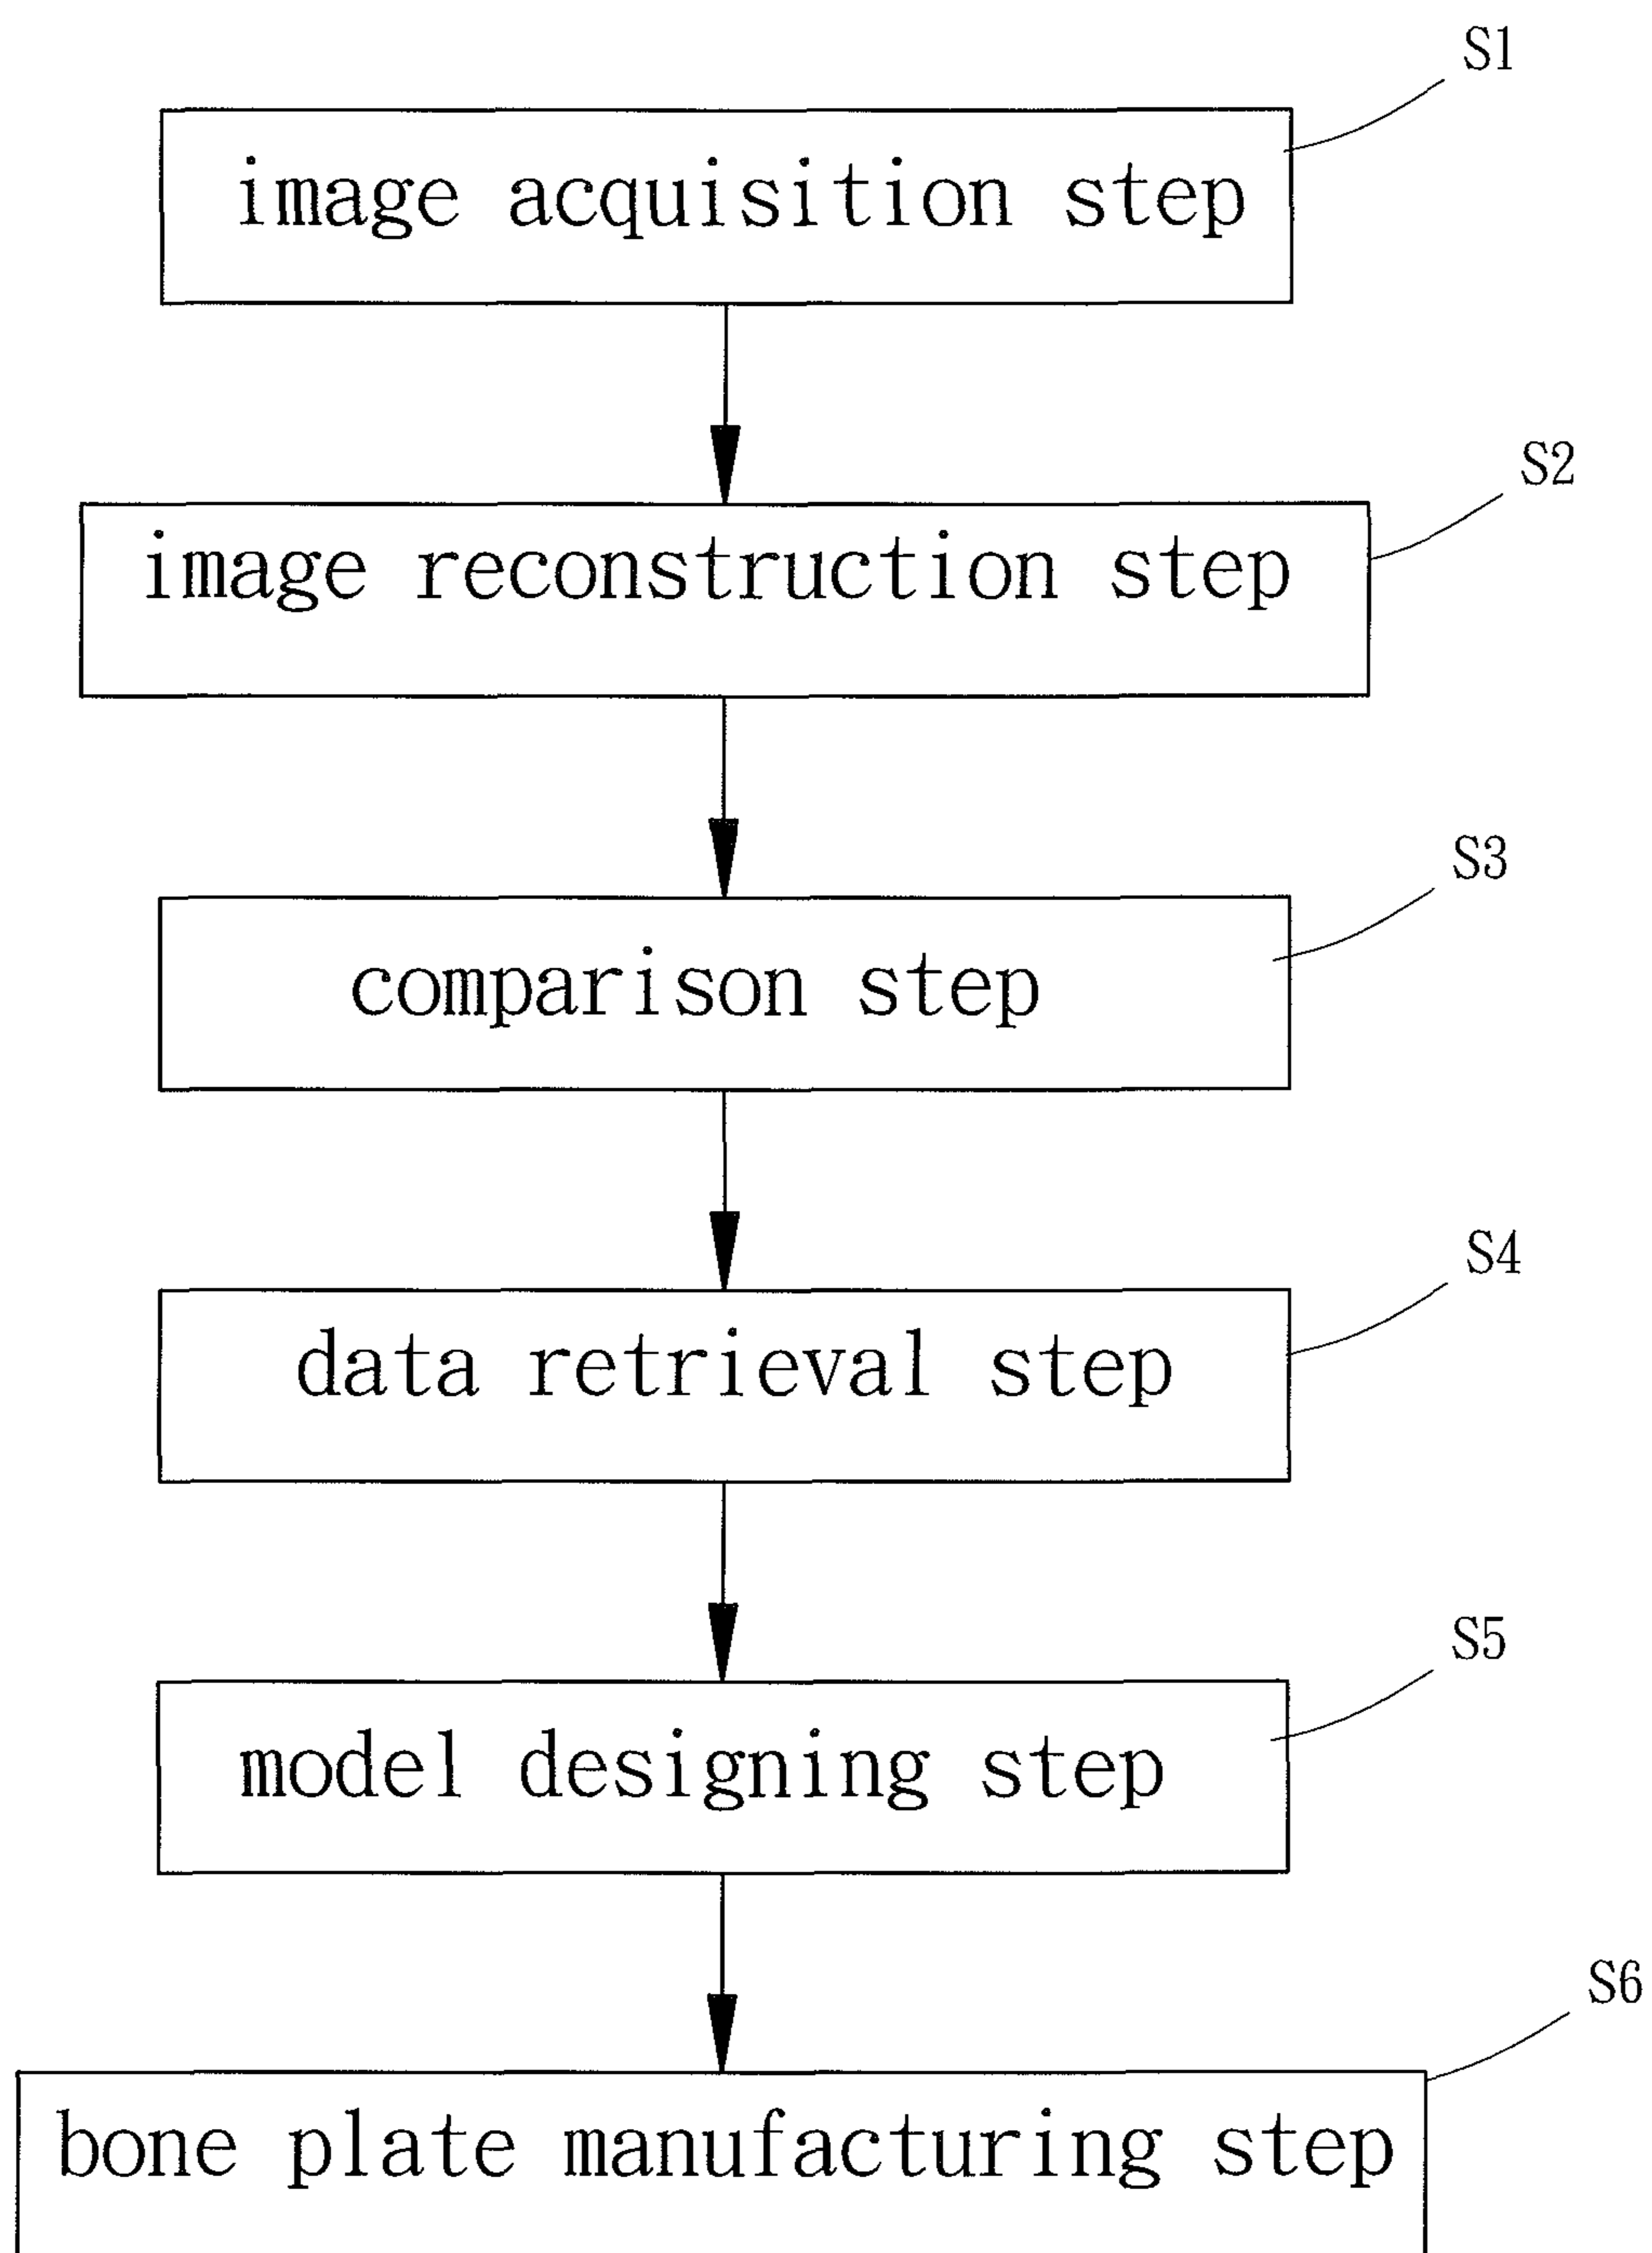 S1
image acquisition step
S2
image reconstruction step
S3
comparison step
S4
data retrieval step
S5
model designing step
S6
bone plate manufacturing step